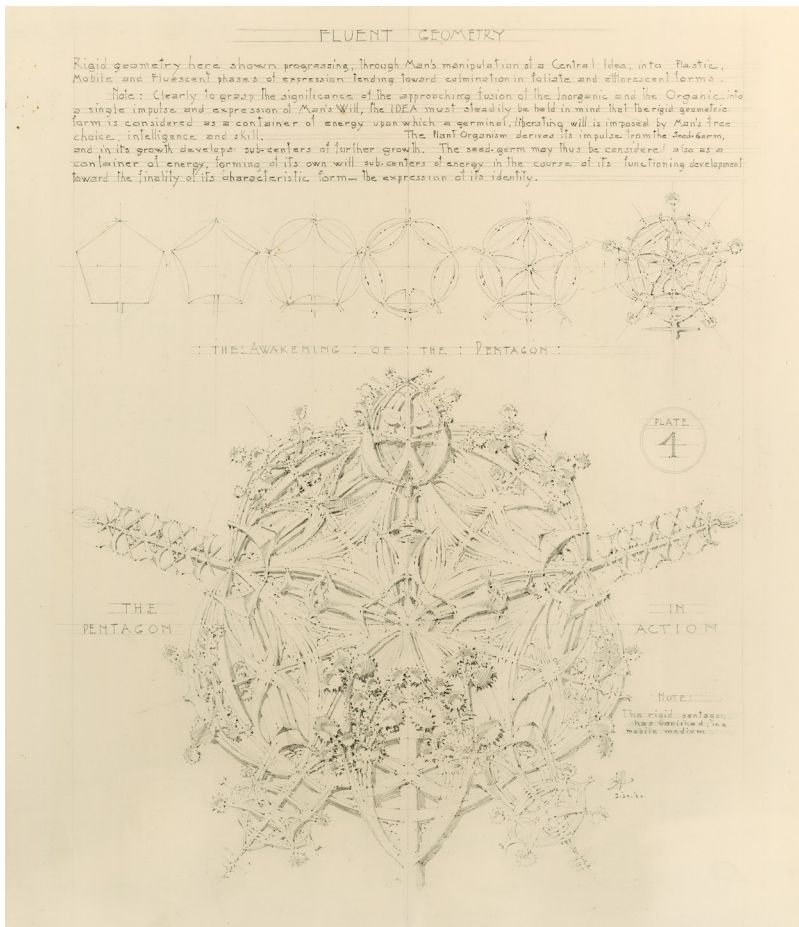 FLUENT GEOMETRY
Rigid geometry here shown progressing, through Man's manipulation of a Central Idea, into Plastic,
Mobile and Fluescent phases of expression tending toward culmination in foliate and efflorescent forms.
Note: Clearly to grasp the significance of the approaching fusion of the Inorganic and the Organic into
a single impulse and expression of Man's Will, the IDEA must steadily be held in mind that the rigid geometric
form is considered as a container of energy upon which a germinal, liberating will is imposed by Man's free
choice, intelligence and skill. The Plant Organism derives its impulse from the Seed-Germ,
and in its growth develops sub-centers of further growth. The seed-germ may thus be considered also as a
container of energy, forming of its own will sub-centers of energy in the course of its functioning development
toward the finality of its characteristic form— the expression of its identity.
: THE: AWAKENING : OF : THE : PENTAGON :
PLATE
4
THE
PENTAGON
IN
ACTION
NOTE:
The rigid pentagon
has vanished, in a
mobile medium.